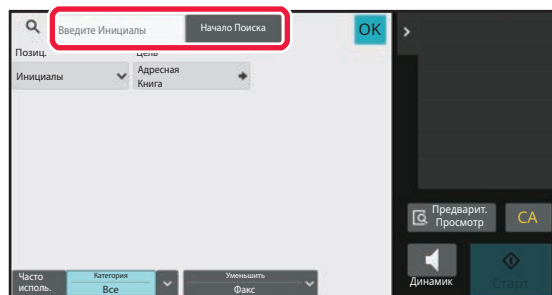 Введите Инициалы
Начало Поиска
OK
Позиц.
Цель
Инициалы
Адресная
Книга
Предварит.
Просмотр
CA
Часто
исполь.
Категория
Все
Уменьшить
Факс
Динамик
Старт